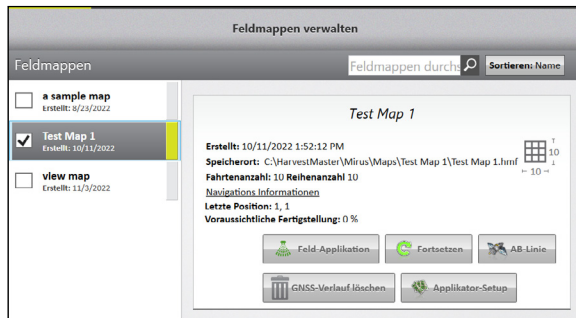 Feldmappen verwalten
Feldmappen
Feldmappen durchs
Sortieren: Name
a sample map
Erstellt: 8/23/2022
Test Map 1
Erstellt: 10/11/2022
view map
Erstellt: 11/3/2022
Test Map 1
Erstellt: 10/11/2022 1:52:12 PM
Speicherort: C:\HarvestMaster\Mirus\Maps\Test Map 1\Test Map 1.hmf
Fahrtenanzahl: 10 Reihenanzahl 10
10
← 10 →
Navigations Informationen
Letzte Position: 1, 1
Voraussichtliche Fertigstellung: 0 %
Feld-Applikation
Fortsetzen
AB-Linie
GNSS-Verlauf löschen
Applikator-Setup